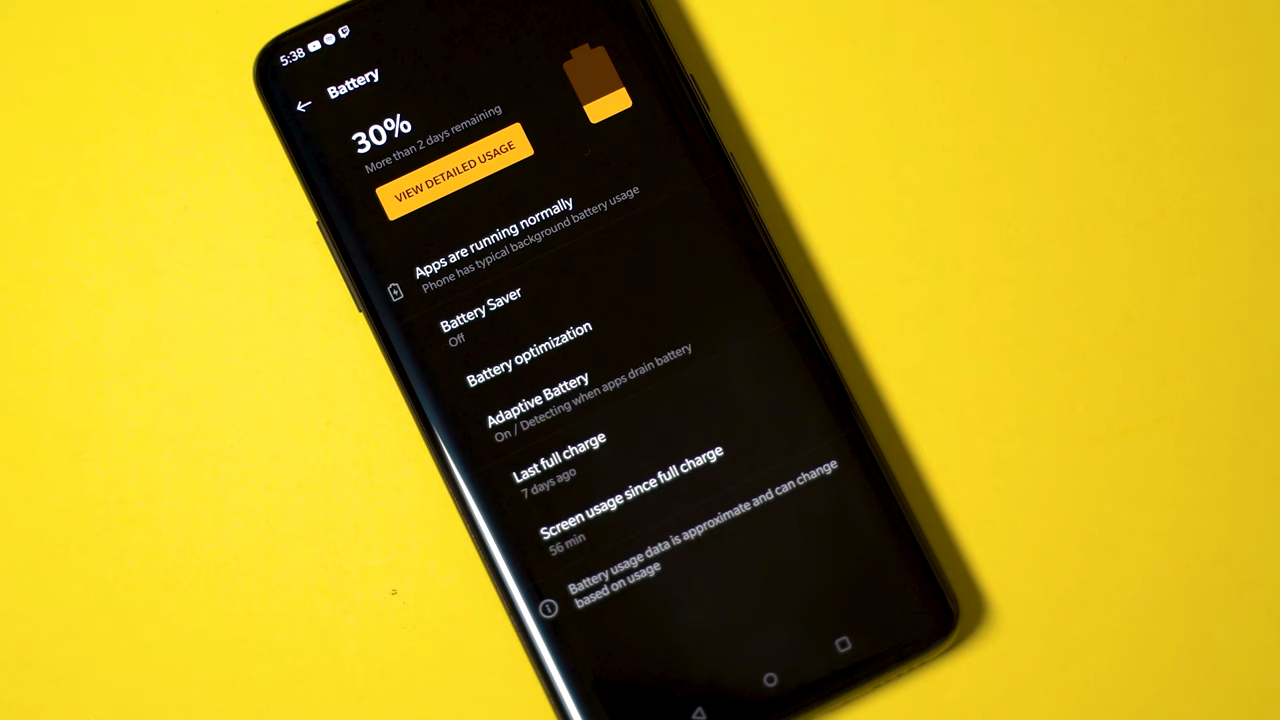 5:38
Battery
30%
More than 2 days remaining
VIEW DETAILED USAGE
Apps are running normally
Phone has typical background battery usage
Battery Saver
Off
Battery optimization
Adaptive Battery
On / Detecting when apps drain battery
Last full charge
7 days ago
Screen usage since full charge
56 min
Battery usage data is approximate and can change
based on usage